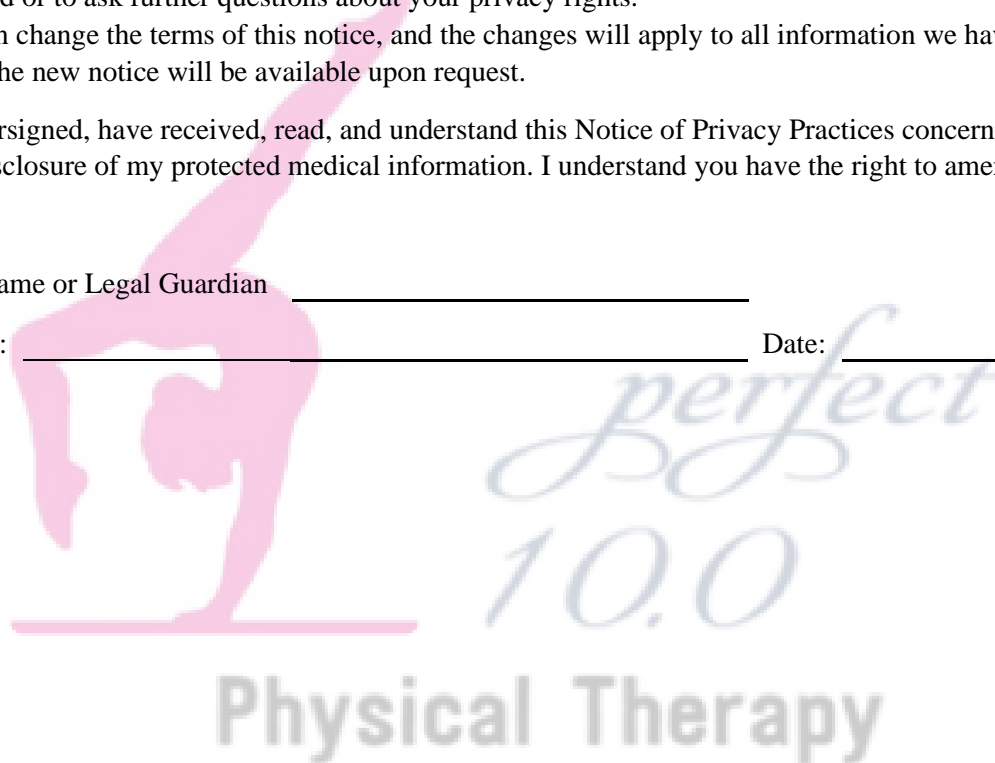 d or to ask further questions about your privacy rights.
n change the terms of this notice, and the changes will apply to all information we hav
he new notice will be available upon request.
rsigned, have received, read, and understand this Notice of Privacy Practices concern
closure of my protected medical information. I understand you have the right to amen
ame or Legal Guardian
: Date:
perfect
10.0
Physical Therapy